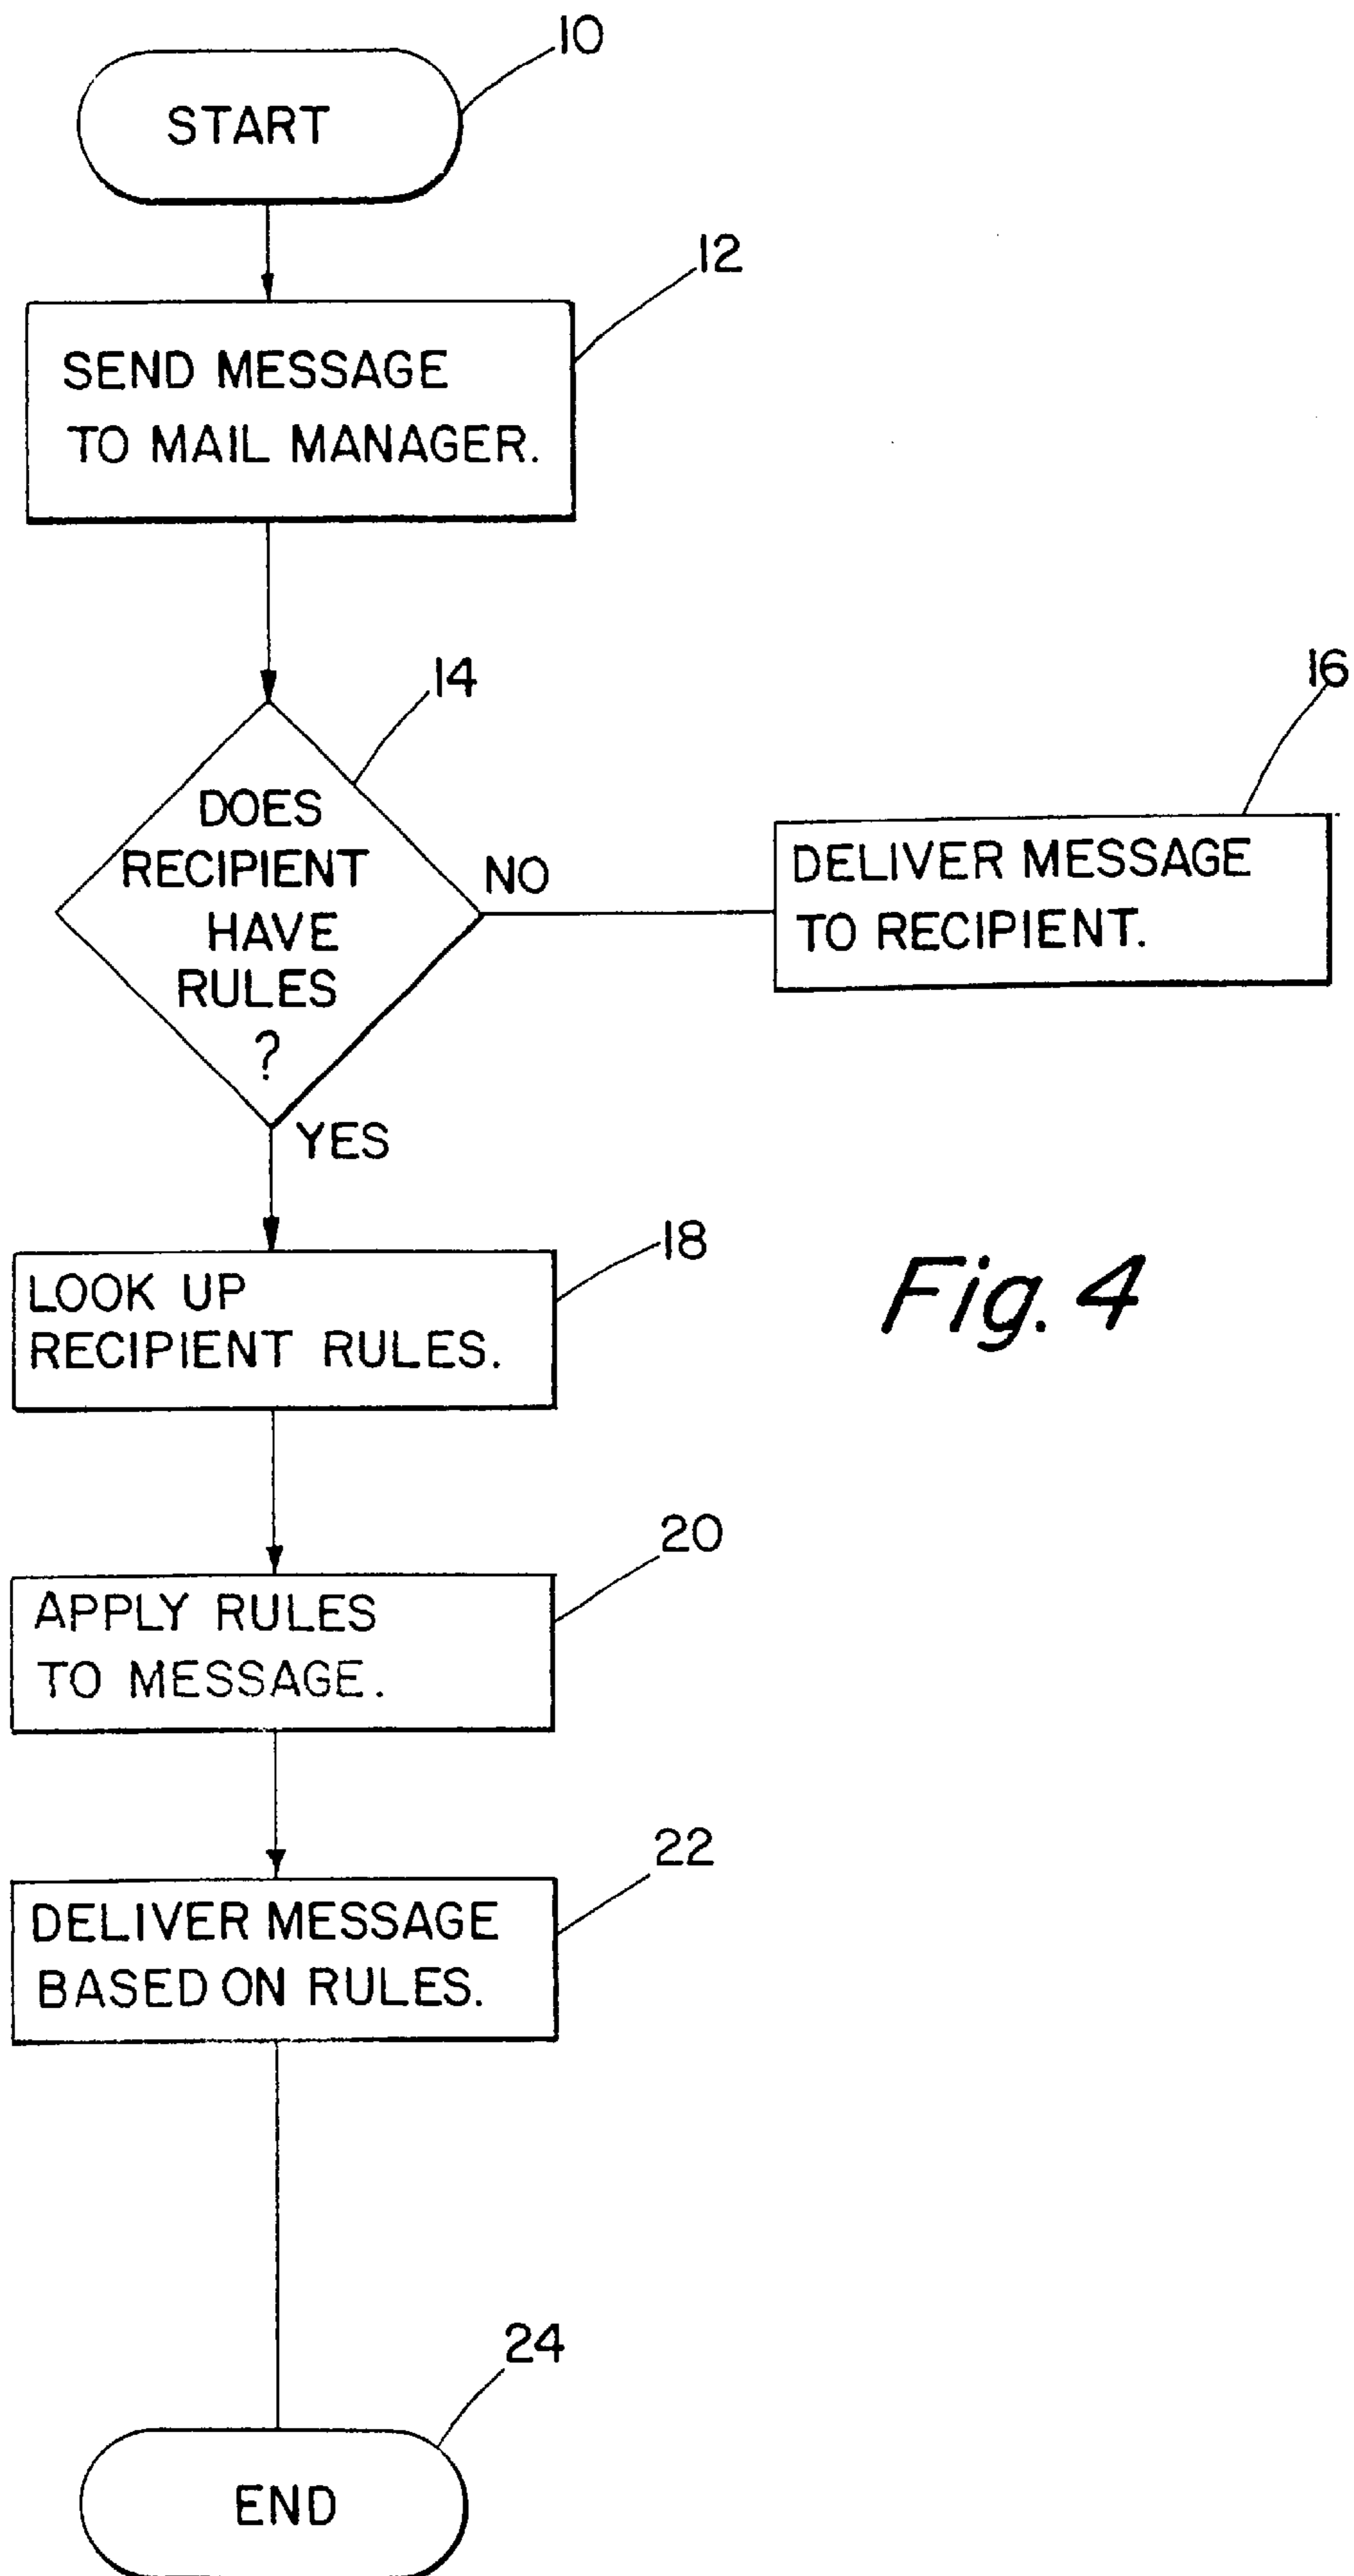 10
START
12
SEND MESSAGE
TO MAIL MANAGER.
14
DOES
RECIPIENT
HAVE
RULES
?
NO
16
DELIVER MESSAGE
TO RECIPIENT.
YES
18
LOOK UP
RECIPIENT RULES.
Fig. 4
20
APPLY RULES
TO MESSAGE.
22
DELIVER MESSAGE
BASED ON RULES.
24
END